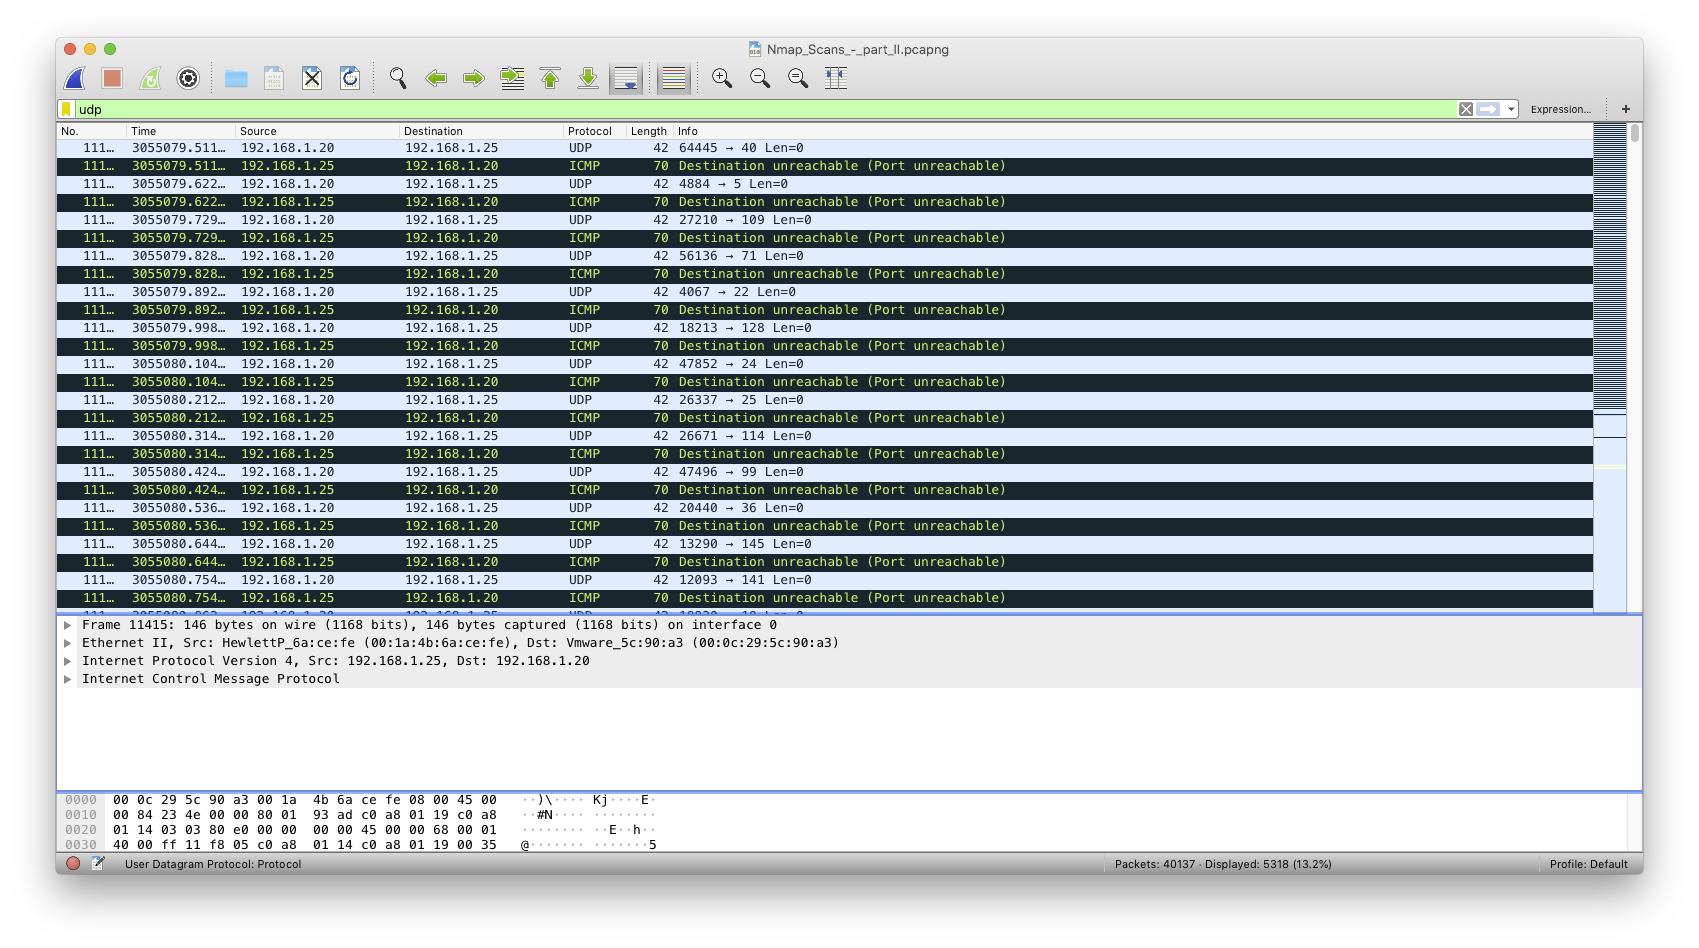 Nmap_Scans_-_part_II.pcapng
udp Expression... +
No. Time Source Destination Protocol Length Info
111… 3055079.511… 192.168.1.20 192.168.1.25 UDP 42 64445 → 40 Len=0
111… 3055079.511… 192.168.1.25 192.168.1.20 ICMP 70 Destination unreachable (Port unreachable)
111… 3055079.622… 192.168.1.20 192.168.1.25 UDP 42 4884 → 5 Len=0
111… 3055079.622… 192.168.1.25 192.168.1.20 ICMP 70 Destination unreachable (Port unreachable)
111… 3055079.729… 192.168.1.20 192.168.1.25 UDP 42 27210 → 109 Len=0
111… 3055079.729… 192.168.1.25 192.168.1.20 ICMP 70 Destination unreachable (Port unreachable)
111… 3055079.828… 192.168.1.20 192.168.1.25 UDP 42 56136 → 71 Len=0
111… 3055079.828… 192.168.1.25 192.168.1.20 ICMP 70 Destination unreachable (Port unreachable)
111… 3055079.892… 192.168.1.20 192.168.1.25 UDP 42 4067 → 22 Len=0
111… 3055079.892… 192.168.1.25 192.168.1.20 ICMP 70 Destination unreachable (Port unreachable)
111… 3055079.998… 192.168.1.20 192.168.1.25 UDP 42 18213 → 128 Len=0
111… 3055079.998… 192.168.1.25 192.168.1.20 ICMP 70 Destination unreachable (Port unreachable)
111… 3055080.104… 192.168.1.20 192.168.1.25 UDP 42 47852 → 24 Len=0
111… 3055080.104… 192.168.1.25 192.168.1.20 ICMP 70 Destination unreachable (Port unreachable)
111… 3055080.212… 192.168.1.20 192.168.1.25 UDP 42 26337 → 25 Len=0
111… 3055080.212… 192.168.1.25 192.168.1.20 ICMP 70 Destination unreachable (Port unreachable)
111… 3055080.314… 192.168.1.20 192.168.1.25 UDP 42 26671 → 114 Len=0
111… 3055080.314… 192.168.1.25 192.168.1.20 ICMP 70 Destination unreachable (Port unreachable)
111… 3055080.424… 192.168.1.20 192.168.1.25 UDP 42 47496 → 99 Len=0
111… 3055080.424… 192.168.1.25 192.168.1.20 ICMP 70 Destination unreachable (Port unreachable)
111… 3055080.536… 192.168.1.20 192.168.1.25 UDP 42 20440 → 36 Len=0
111… 3055080.536… 192.168.1.25 192.168.1.20 ICMP 70 Destination unreachable (Port unreachable)
111… 3055080.644… 192.168.1.20 192.168.1.25 UDP 42 13290 → 145 Len=0
111… 3055080.644… 192.168.1.25 192.168.1.20 ICMP 70 Destination unreachable (Port unreachable)
111… 3055080.754… 192.168.1.20 192.168.1.25 UDP 42 12093 → 141 Len=0
111… 3055080.754… 192.168.1.25 192.168.1.20 ICMP 70 Destination unreachable (Port unreachable)
Frame 11415: 146 bytes on wire (1168 bits), 146 bytes captured (1168 bits) on interface 0
Ethernet II, Src: HewlettP_6a:ce:fe (00:1a:4b:6a:ce:fe), Dst: Vmware_5c:90:a3 (00:0c:29:5c:90:a3)
Internet Protocol Version 4, Src: 192.168.1.25, Dst: 192.168.1.20
Internet Control Message Protocol
0000 00 0c 29 5c 90 a3 00 1a 4b 6a ce fe 08 00 45 00 ··)\···· Kj····E·
0010 00 84 23 4e 00 00 80 01 93 ad c0 a8 01 19 c0 a8 ··#N···· ········
0020 01 14 03 03 80 e0 00 00 00 00 45 00 00 68 00 01 ········ ··E··h··
0030 40 00 ff 11 f8 05 c0 a8 01 14 c0 a8 01 19 00 35 @······· ·······5
User Datagram Protocol: Protocol Packets: 40137 · Displayed: 5318 (13.2%) Profile: Default